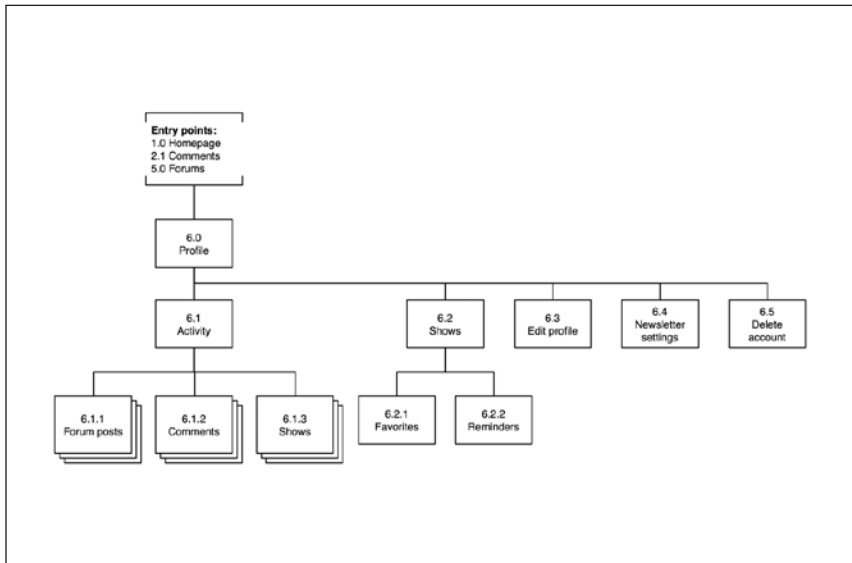 Entry points:
1.0 Homepage
2.1 Comments
5.0 Forums
6.0
Profile
6.1
Activity
6.2
Shows
6.3
Edit profile
6.4
Newsletter
settings
6.5
Delete
account
6.1.1
Forum posts
6.1.2
Comments
6.1.3
Shows
6.2.1
Favorites
6.2.2
Reminders